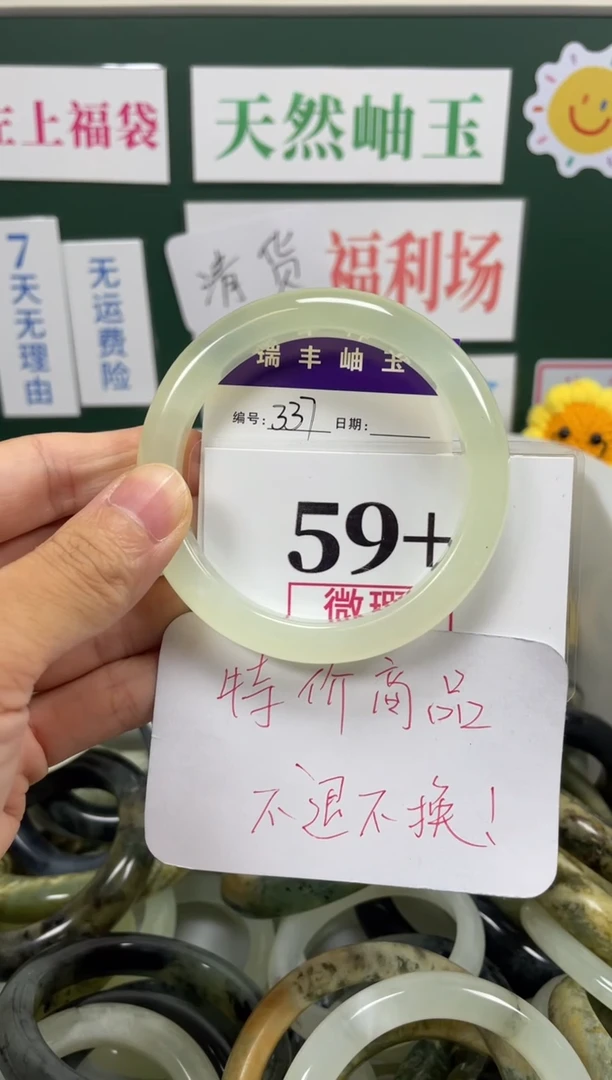 左上福袋
天然岫玉
7天无理由
无运费险
清货
福利场
瑞丰岫玉
编号:337 日期:
59+
微瑕
特价商品
不退不换!